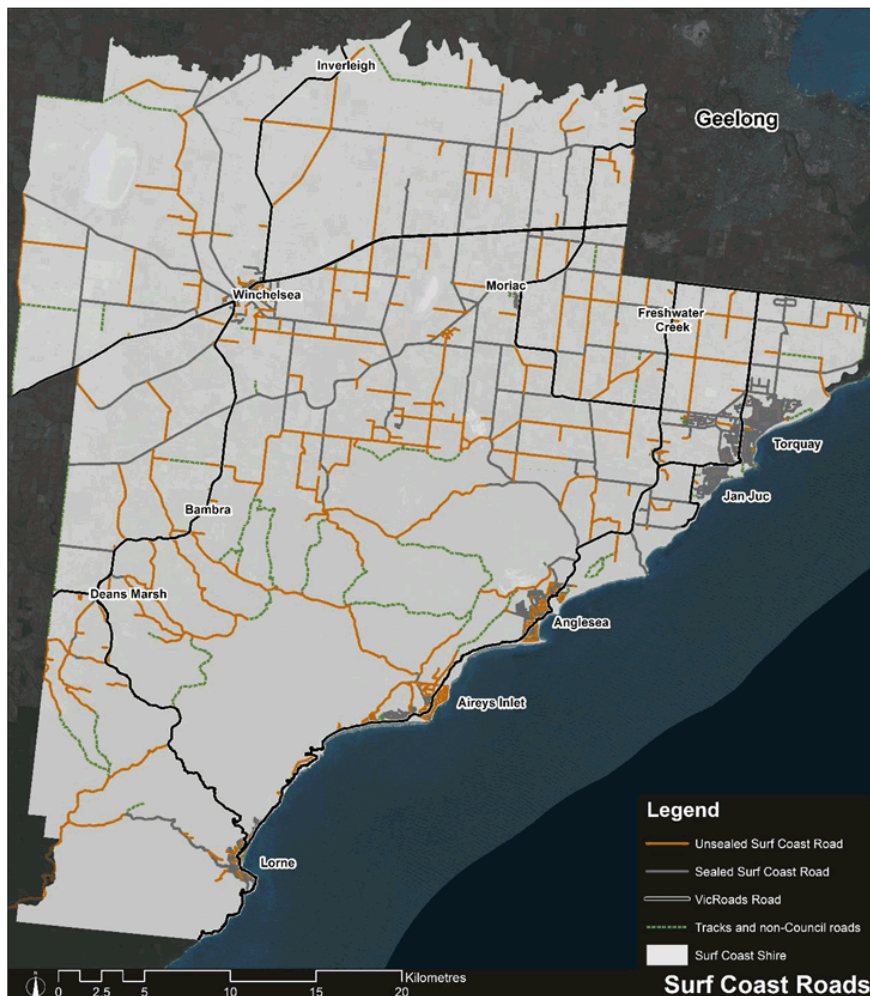 Inverleigh
Geelong
Winchelsea
Moriac
Freshwater
Creek
Torquay
Jan Juc
Bambra
Deans Marsh
Anglesea
Aireys Inlet
Lorne
Legend
Unsealed Surf Coast Road
Sealed Surf Coast Road
VicRoads Road
Tracks and non-Council roads
Surf Coast Shire
N
Kilometres
0 2.5 5 10 15 20
Surf Coast Roads